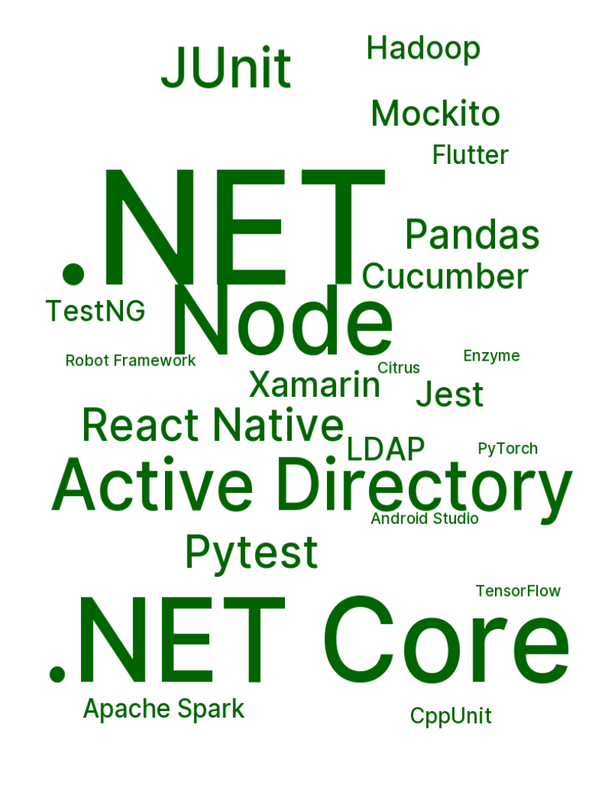 Hadoop
JUnit
Mockito
Flutter
.NET
Pandas
Cucumber
TestNG
Node
Enzyme
Robot Framework
Citrus
Xamarin
Jest
React Native
LDAP
PyTorch
Active Directory
Android Studio
Pytest
TensorFlow
.NET Core
Apache Spark
CppUnit